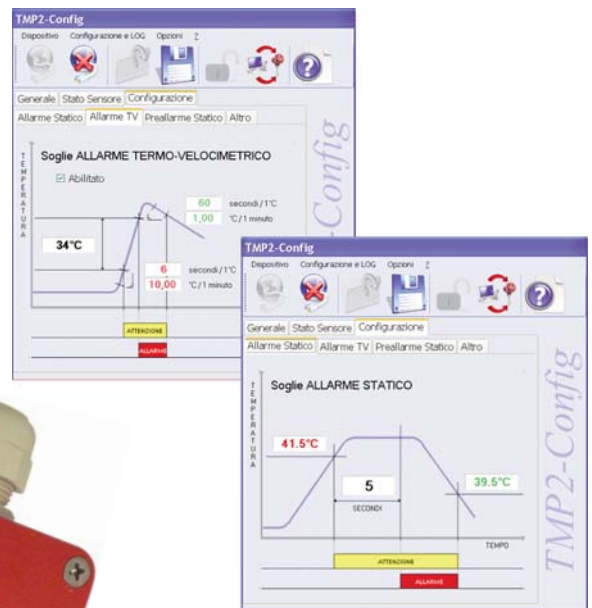 TMP2-Config
Dispositivo Configurazione e LOG Opzioni ?
Generale Stato Sensore Configurazione
Allarme Statico Allarme TV Preallarme Statico Altro
TEMPERATURA
Soglie ALLARME TERMO-VELOCIMETRICO
Abilitato
60 secondi/1°C
1,00 °C/1 minuto
34°C
6 secondi/1°C
10,00 °C/1 minuto
ATTENZIONE
ALLARME
TMP2-Config
TMP2-Config
Dispositivo Configurazione e LOG Opzioni ?
Generale Stato Sensore Configurazione
Allarme Statico Allarme TV Preallarme Statico Altro
TEMPERATURA
Soglie ALLARME STATICO
41.5°C
5
SECONDI
39.5°C
TEMPO
ATTENZIONE
ALLARME
TMP2-Config